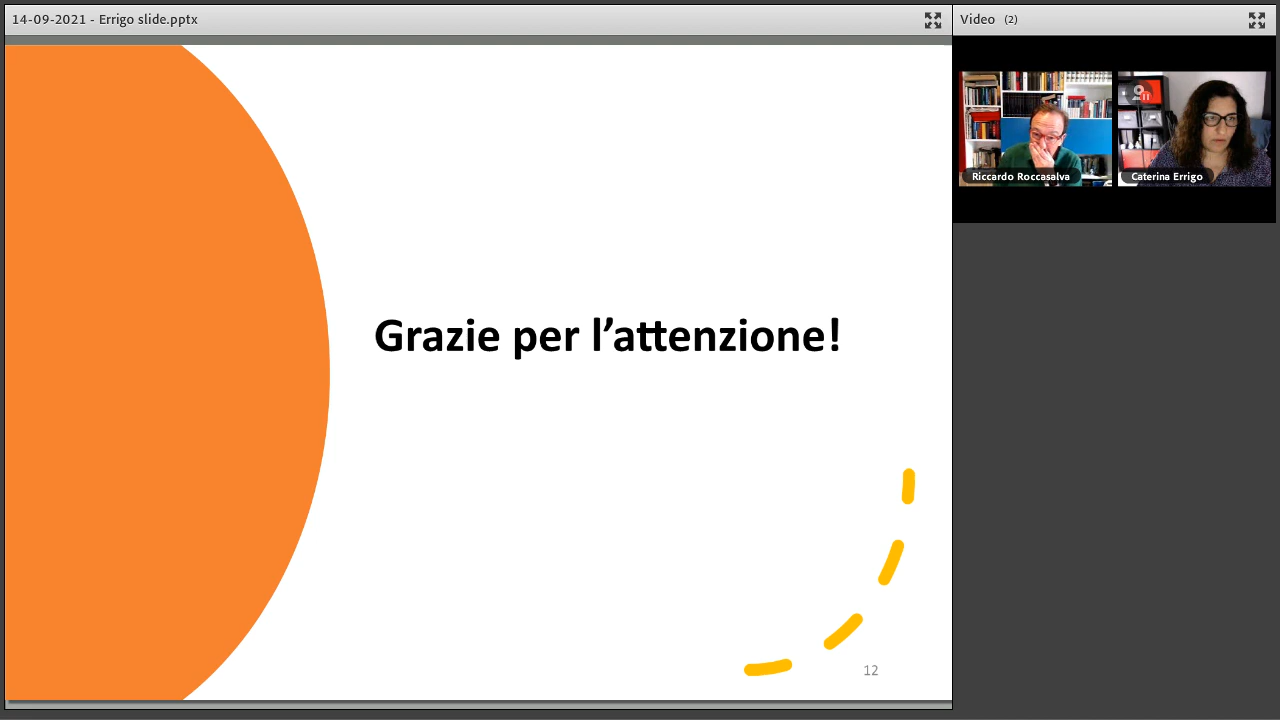 14-09-2021 - Errigo slide.pptx
Video (2)
Riccardo Roccasalva
Caterina Errigo
Grazie per l’attenzione!
12